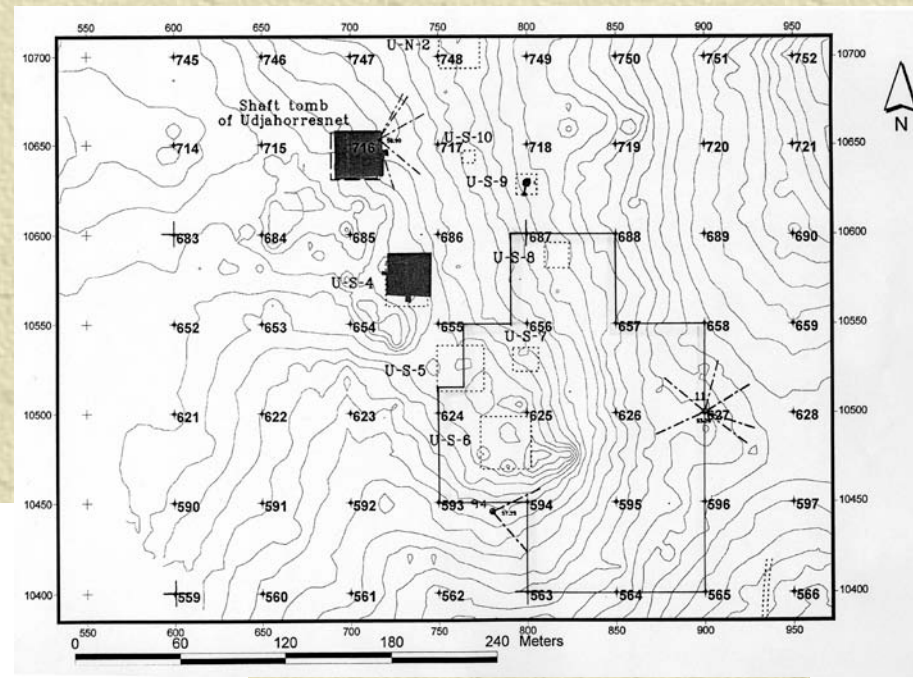 550 600 650 700 750 800 850 900 950
U-N-2
10700 745 746 747 748 749 750 751 752 10700
Shaft tomb
of Udjahorresnet
U-S-10
10650 714 715 716 717 718 719 720 721 10650
N
U-S-9
10600 683 684 685 686 687 688 689 690 10600
U-S-8
U-S-4
10550 652 653 654 655 656 657 658 659 10550
U-S-7
U-S-5
11
10500 621 622 623 624 625 626 627 628 10500
U-S-6
10450 590 591 592 593 594 595 596 597 10450
10400 559 560 561 562 563 564 565 566 10400
550 600 650 700 750 800 850 900 950
0 60 120 180 240 Meters